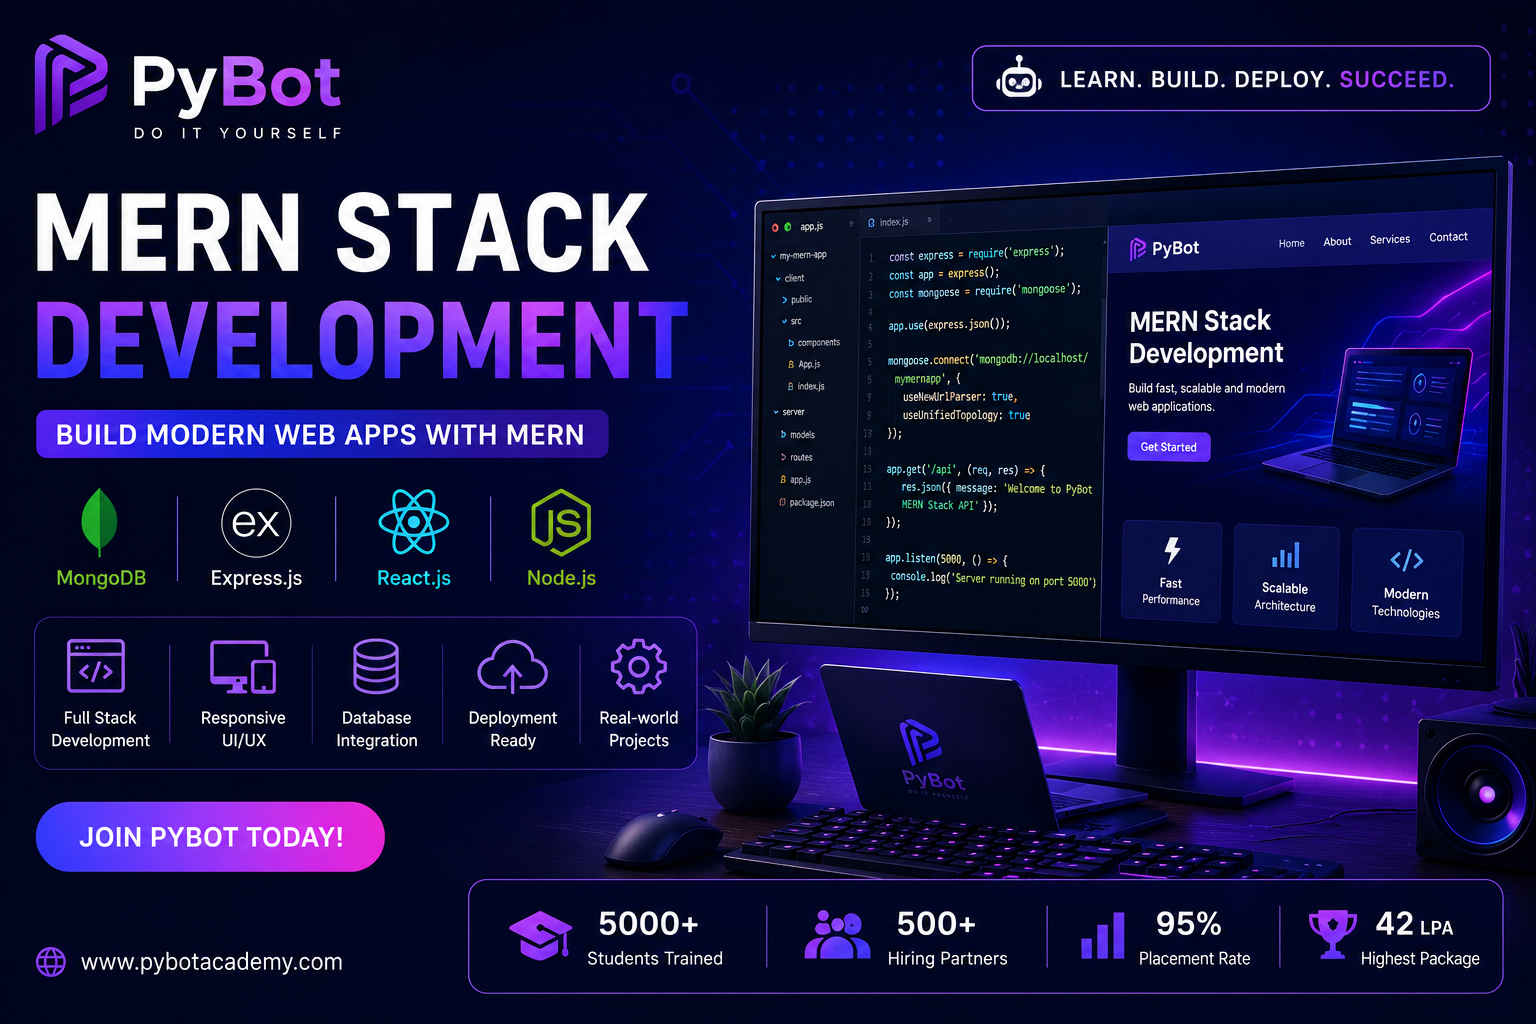 PyBot
DO IT YOURSELF
LEARN. BUILD. DEPLOY. SUCCEED.
MERN STACK
DEVELOPMENT
BUILD MODERN WEB APPS WITH MERN
MongoDB
ex
Express.js
React.js
JS
Node.js
Full Stack
Development
Responsive
UI/UX
Database
Integration
Deployment
Ready
Real-world
Projects
JOIN PYBOT TODAY!
www.pybotacademy.com
app.js
index.js
my-mern-app
client
public
src
components
App.js
index.js
server
models
routes
app.js
package.json
const express = require('express');
const app = express();
const mongoese = require('mongoose');
app.use(express.json());
mongoose.connect('mongodb://localhost/
mymernapp', {
useNewUrlParser: true,
useUnifiedTopology: true
});
app.get('/api', (req, res) => {
res.json({ message: 'Welcome to PyBot
MERN Stack API' });
});
app.listen(5000, () => {
console.log('Server running on port 5000')
});
PyBot
Home
About
Services
Contact
MERN Stack
Development
Build fast, scalable and modern
web applications.
Get Started
Fast
Performance
Scalable
Architecture
Modern
Technologies
PyBot
DO IT YOURSELF
5000+
Students Trained
500+
Hiring Partners
95%
Placement Rate
42 LPA
Highest Package